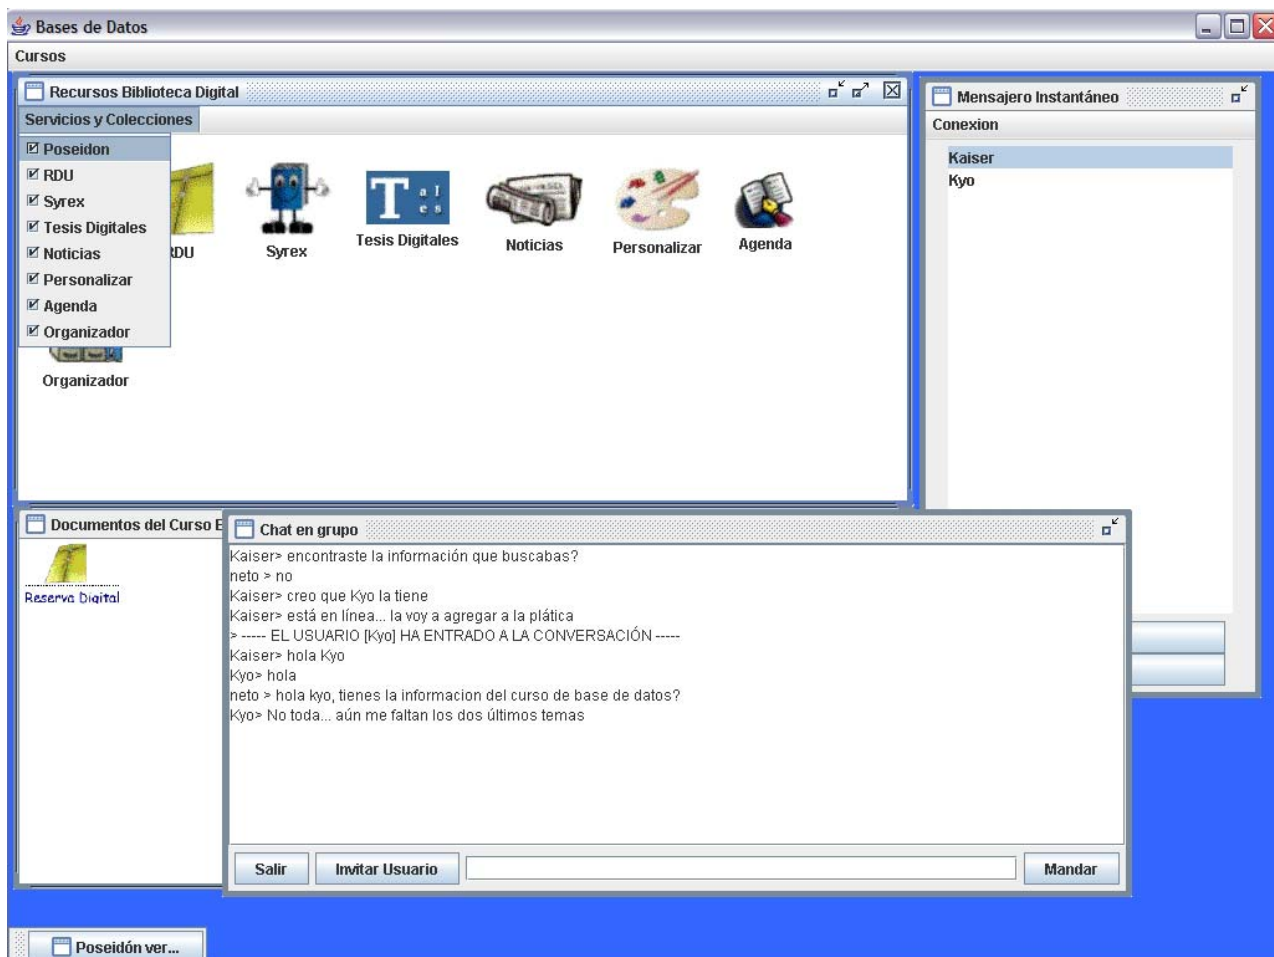 Bases de Datos
Cursos
Recursos Biblioteca Digital
Servicios y Colecciones
Poseidon
RDU
Syrex
Tesis Digitales
Noticias
Personalizar
Agenda
Organizador
Syrex
Tesis Digitales
Noticias
Personalizar
Agenda
Organizador
Mensajero Instantáneo
Conexion
Kaiser
Kyo
Documentos del Curso
Reserva Digital
Chat en grupo
Kaiser> encontraste la información que buscabas?
neto > no
Kaiser> creo que Kyo la tiene
Kaiser> está en línea... la voy a agregar a la plática
> ----- EL USUARIO [Kyo] HA ENTRADO A LA CONVERSACIÓN -----
Kaiser> hola Kyo
Kyo> hola
neto > hola kyo, tienes la informacion del curso de base de datos?
Kyo> No toda... aún me faltan los dos últimos temas
Salir
Invitar Usuario
Mandar
Poseidón ver...